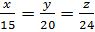 x/15 = y/20 = z/24